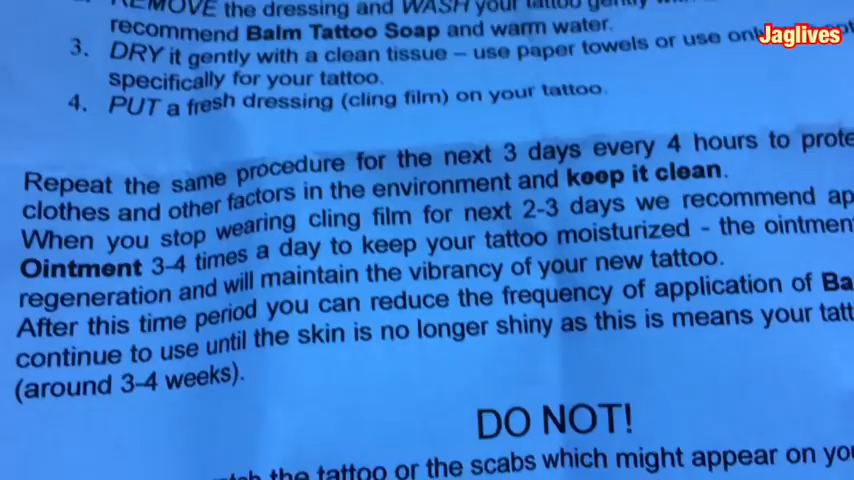 REMOVE the dressing and WASH your tattoo gently
recommend Balm Tattoo Soap and warm water.
Jaglives
3. DRY it gently with a clean tissue – use paper towels or use only
specifically for your tattoo.
4. PUT a fresh dressing (cling film) on your tattoo.
Repeat the same procedure for the next 3 days every 4 hours to prote
clothes and other factors in the environment and keep it clean.
When you stop wearing cling film for next 2-3 days we recommend ap
Ointment 3-4 times a day to keep your tattoo moisturized - the ointmen
regeneration and will maintain the vibrancy of your new tattoo.
After this time period you can reduce the frequency of application of Ba
continue to use until the skin is no longer shiny as this is means your tatt
(around 3-4 weeks).
DO NOT!
the tattoo or the scabs which might appear on yo